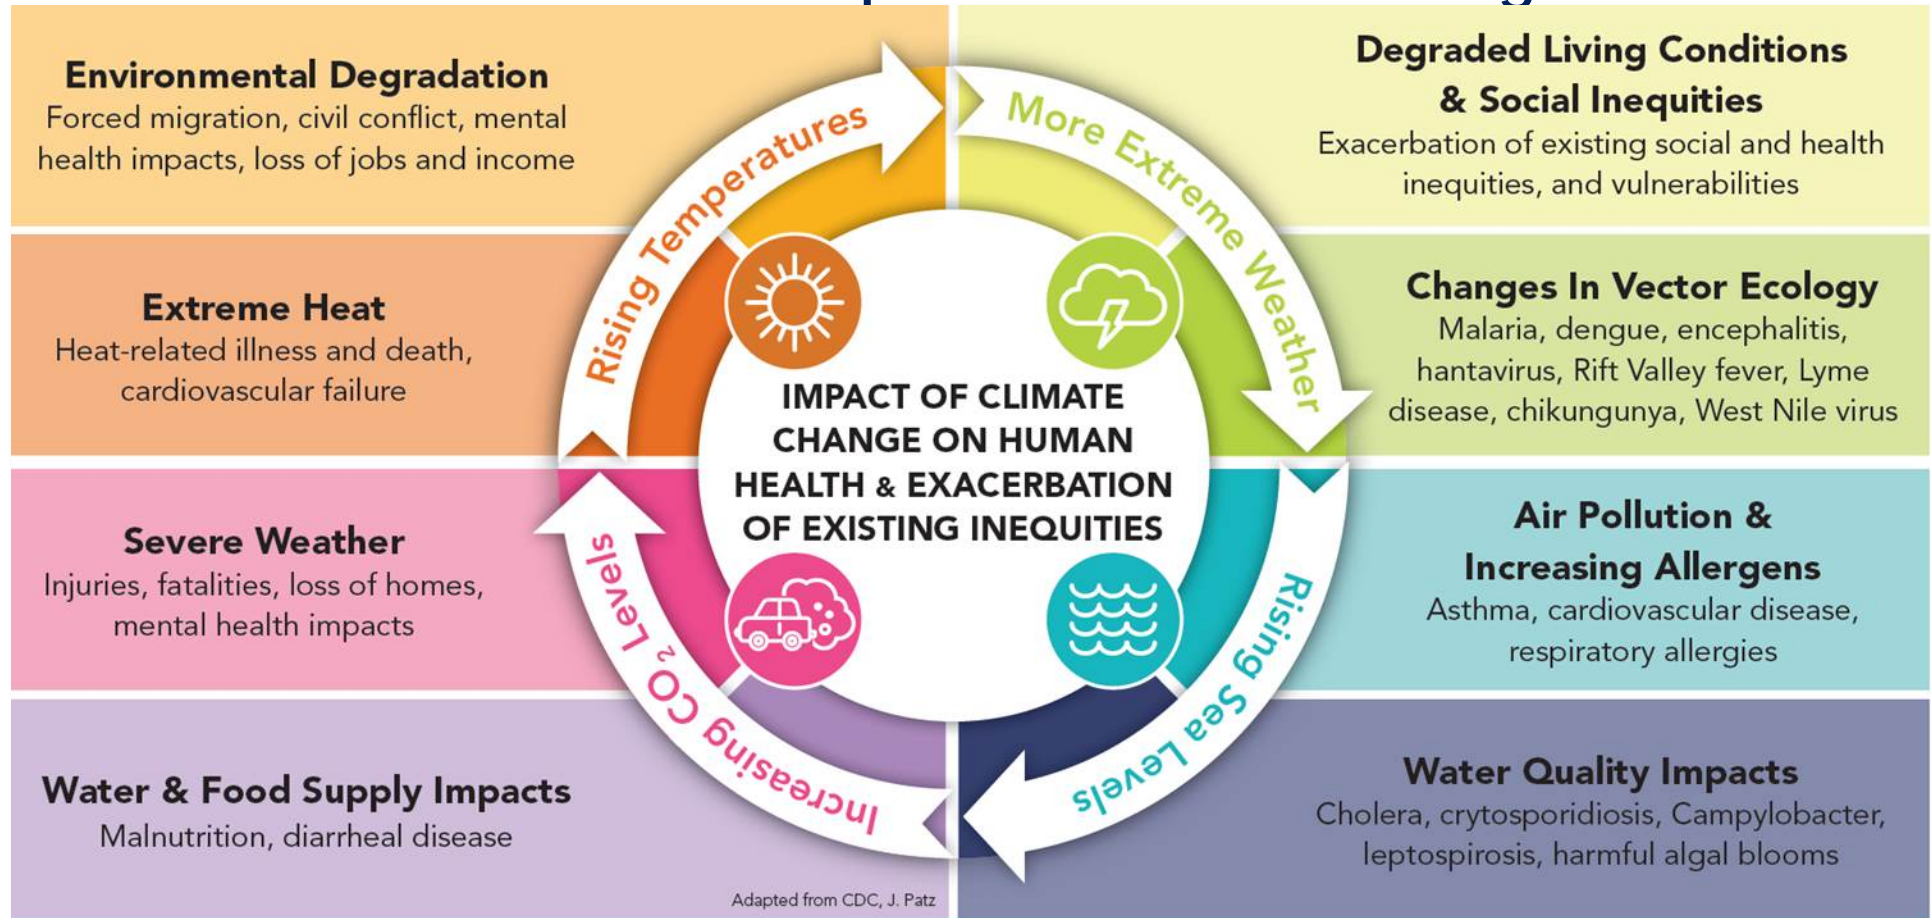 Environmental Degradation
Forced migration, civil conflict, mental
health impacts, loss of jobs and income
Extreme Heat
Heat-related illness and death,
cardiovascular failure
Severe Weather
Injuries, fatalities, loss of homes,
mental health impacts
Water & Food Supply Impacts
Malnutrition, diarrheal disease
Adapted from CDC, J. Patz
Rising Temperatures
More Extreme Weather
Rising Sea Levels
Increasing CO₂ Levels
IMPACT OF CLIMATE
CHANGE ON HUMAN
HEALTH & EXACERBATION
OF EXISTING INEQUITIES
Degraded Living Conditions
& Social Inequities
Exacerbation of existing social and health
inequities, and vulnerabilities
Changes In Vector Ecology
Malaria, dengue, encephalitis,
hantavirus, Rift Valley fever, Lyme
disease, chikungunya, West Nile virus
Air Pollution &
Increasing Allergens
Asthma, cardiovascular disease,
respiratory allergies
Water Quality Impacts
Cholera, crytosporidiosis, Campylobacter,
leptospirosis, harmful algal blooms